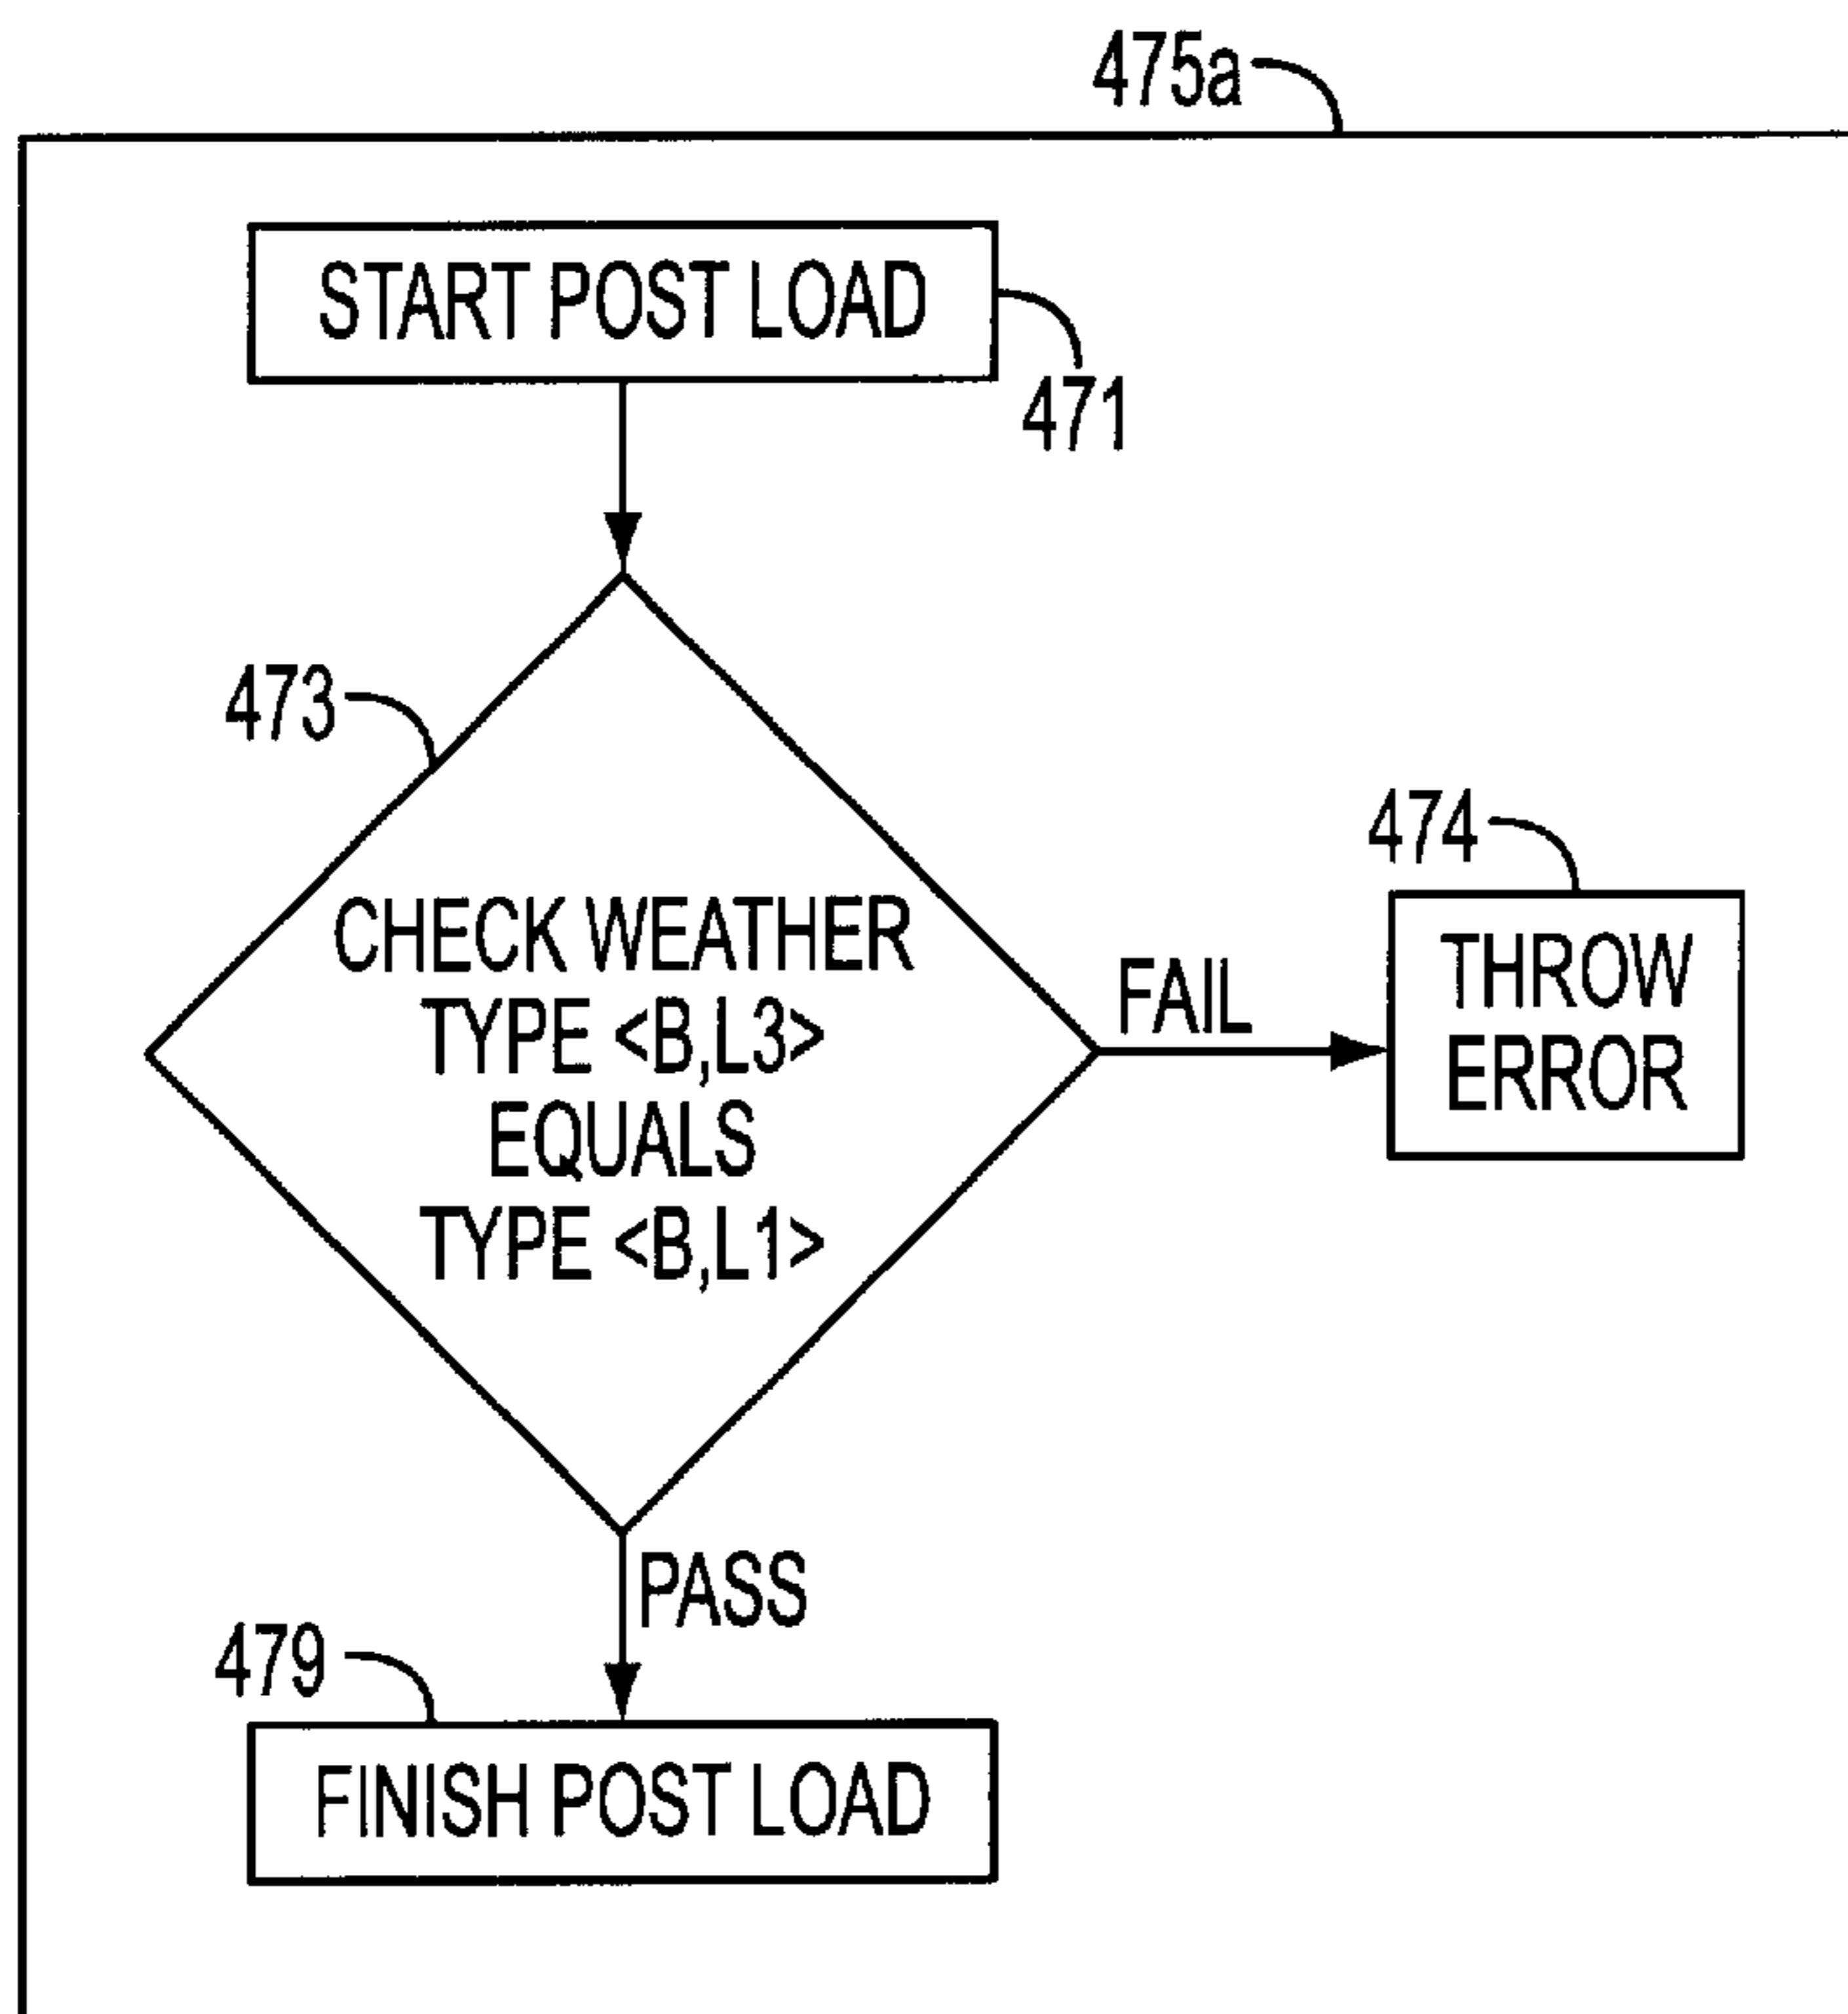 475a
START POST LOAD
471
473
CHECK WEATHER
TYPE <B,L3>
EQUALS
TYPE <B,L1>
FAIL
474
THROW
ERROR
PASS
479
FINISH POST LOAD